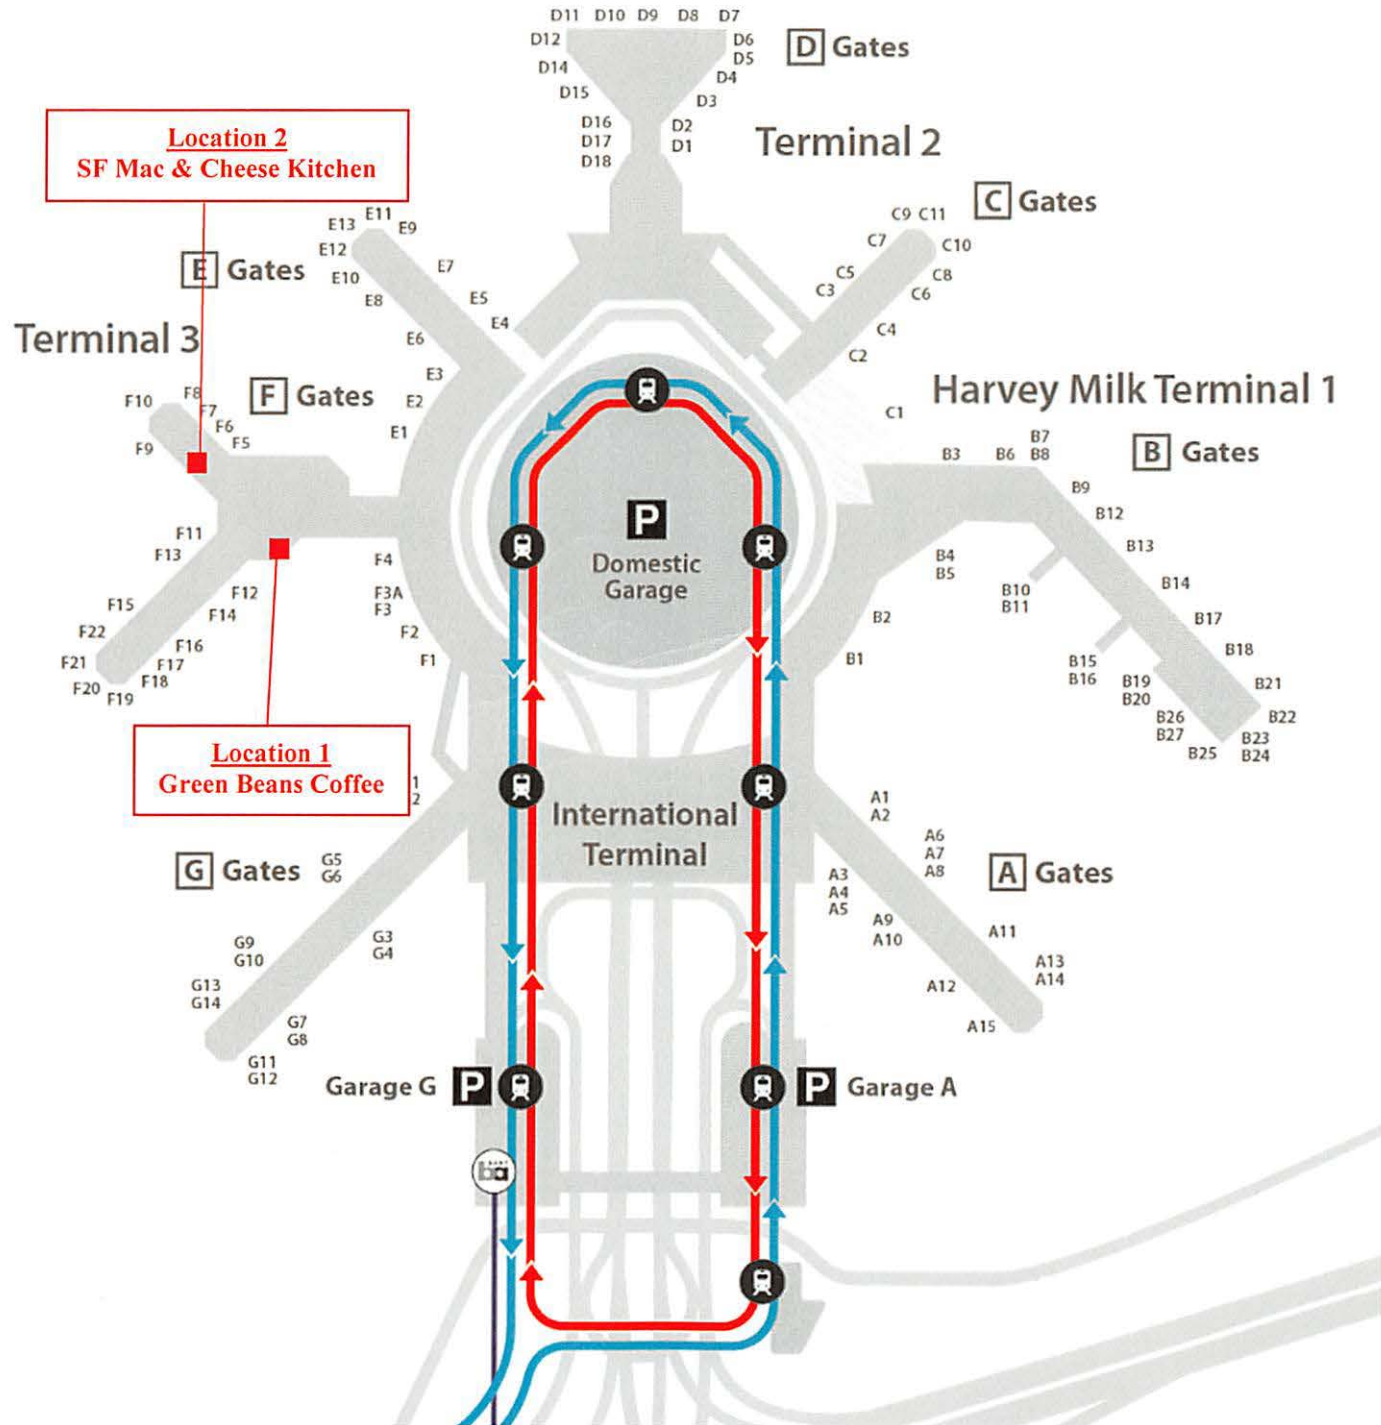 D11 D10 D9 D8 D7
D12
D6
D5
D14
D4
D15
D3
D16
D2
D17
D1
D18
D Gates
Terminal 2
Location 2
SF Mac & Cheese Kitchen
C Gates
C9 C11
C7
C10
C5
C8
C3
C6
C4
C2
C1
E11
E13
E9
E12
E10
E7
E8
E5
E4
E6
E3
E2
E1
E Gates
Terminal 3
F Gates
F8
F10
F7
F6
F9
F5
F11
F13
F12
F14
F15
F22
F16
F21
F17
F18
F20
F19
F4
F3A
F3
F2
F1
Harvey Milk Terminal 1
B Gates
B7
B3
B6
B8
B9
B12
B13
B4
B5
B14
B10
B11
B2
B17
B1
B18
B15
B16
B19
B20
B21
B22
B26
B27
B23
B25
B24
P
Domestic
Garage
Location 1
Green Beans Coffee
1
2
International
Terminal
G Gates
G5
G6
G3
G4
G9
G10
G13
G14
G7
G8
G11
G12
A1
A2
A6
A7
A8
A3
A4
A5
A Gates
A9
A10
A11
A13
A14
A12
A15
Garage G P
P Garage A
ba